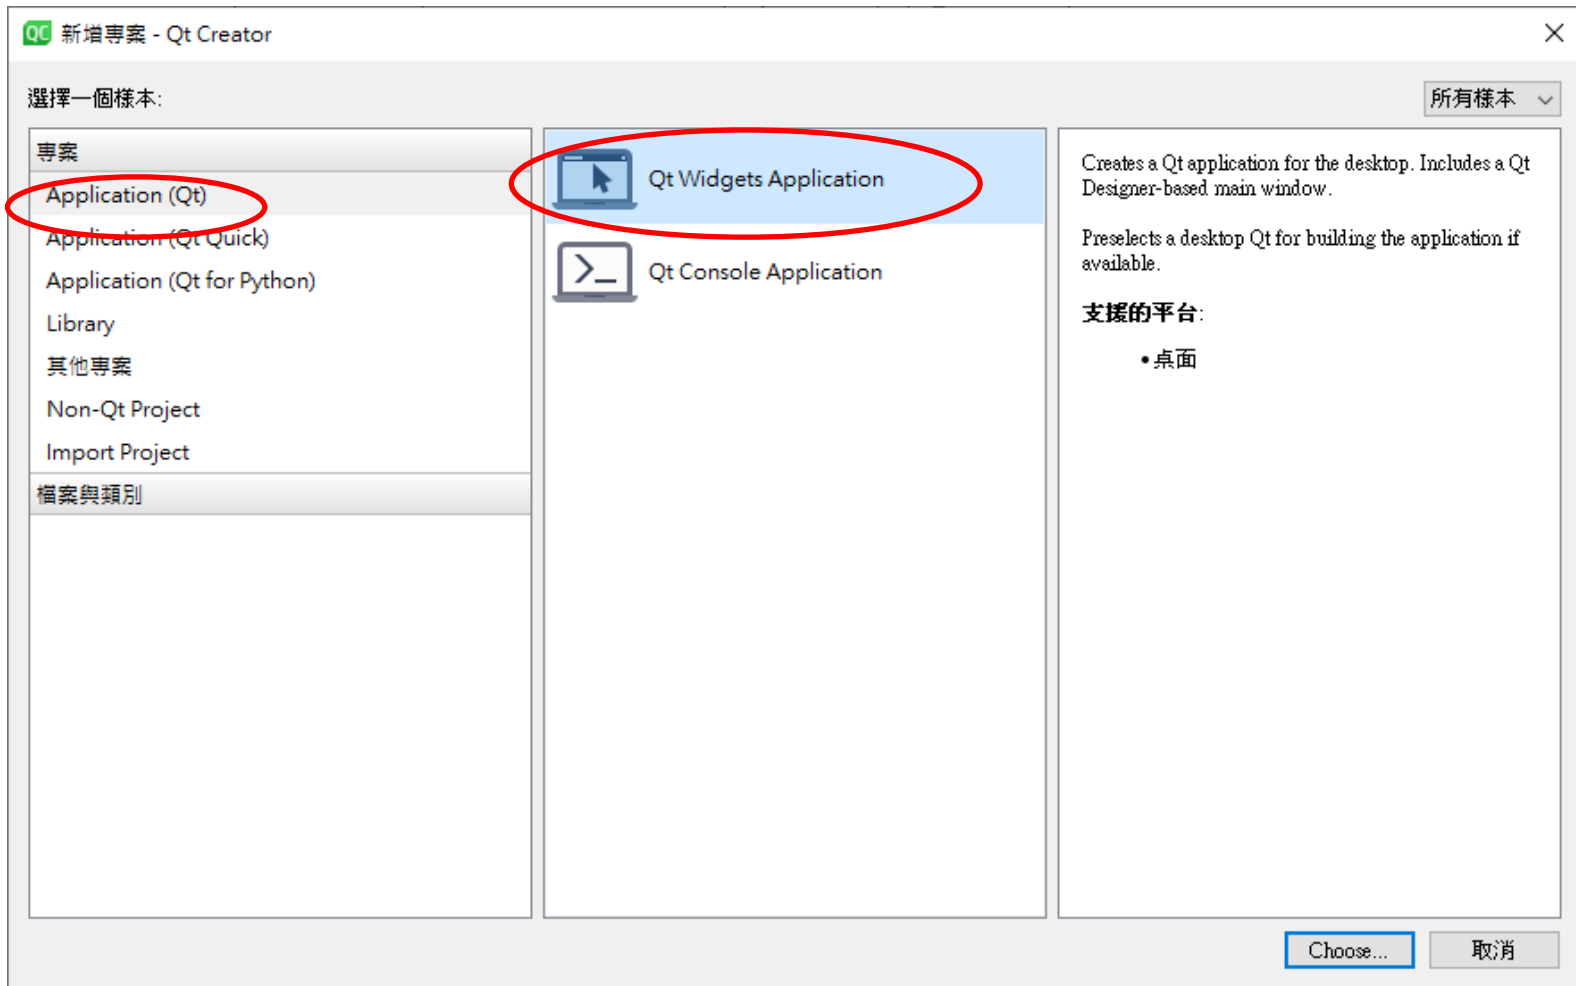 QC 新增專案 - Qt Creator
選擇一個樣本:
所有樣本
專案
Application (Qt)
Application (Qt Quick)
Application (Qt for Python)
Library
其他專案
Non-Qt Project
Import Project
檔案與類別
Qt Widgets Application
Qt Console Application
Creates a Qt application for the desktop. Includes a Qt
Designer-based main window.
Preselects a desktop Qt for building the application if
available.
支援的平台:
• 桌面
Choose...
取消